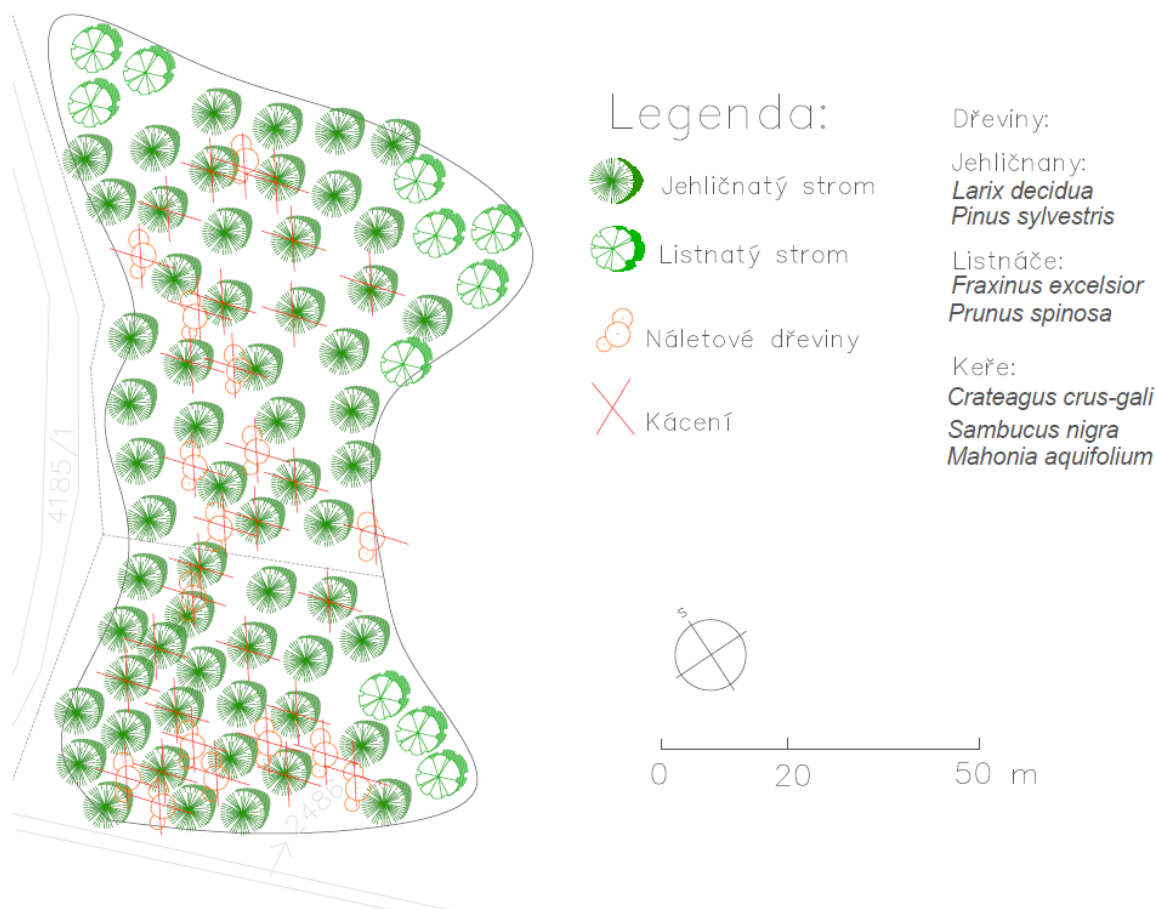 Legenda:
Jehličnatý strom
Listnatý strom
Náletové dřeviny
Kácení
Dřeviny:
Jehličnany:
Larix decidua
Pinus sylvestris
Listnáče:
Fraxinus excelsior
Prunus spinosa
Keře:
Crateagus crus-gali
Sambucus nigra
Mahonia aquifolium
4185/1
2486
S
0 20 50 m